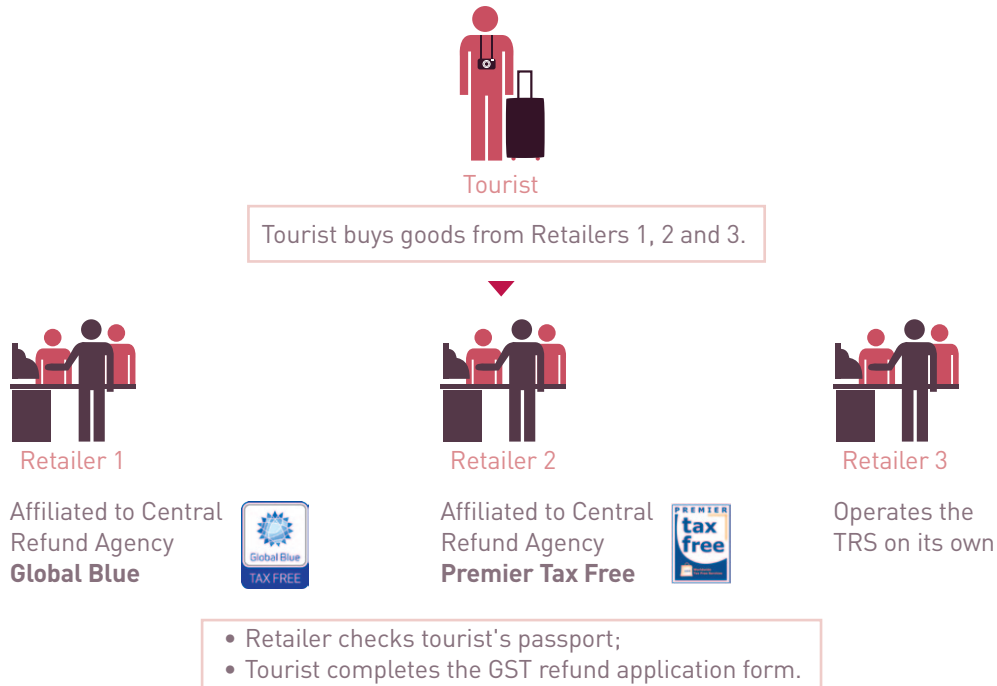 Tourist
Tourist buys goods from Retailers 1, 2 and 3.
Retailer 1
Affiliated to Central
Refund Agency
Global Blue
Global Blue
TAX FREE
Retailer 2
Affiliated to Central
Refund Agency
Premier Tax Free
PREMIER
tax
free
Retailer 3
Operates the
TRS on its own
• Retailer checks tourist's passport;
• Tourist completes the GST refund application form.